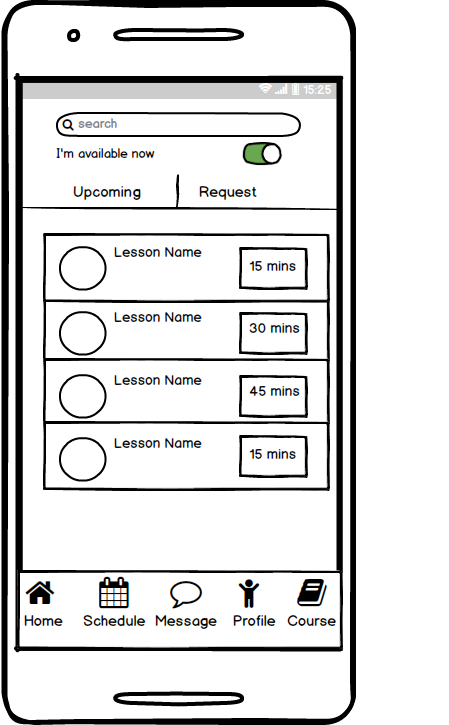 15:25
search
I'm available now
Upcoming Request
Lesson Name 15 mins
Lesson Name 30 mins
Lesson Name 45 mins
Lesson Name 15 mins
Home Schedule Message Profile Course